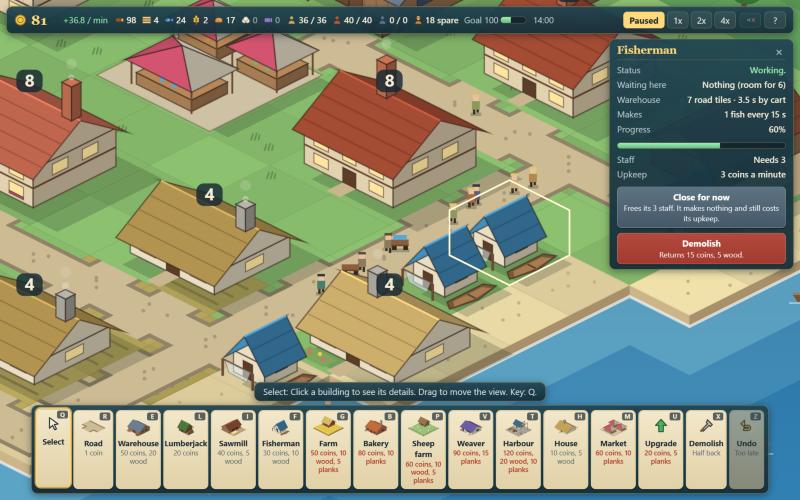 81 +36.8 / min 98 4 24 2 17 0 0 36 / 36 40 / 40 0 / 0 18 spare Goal 100 14:00 Paused 1x 2x 4x ?
Fisherman ×
Status Working.
Waiting here Nothing (room for 6)
Warehouse 7 road tiles · 3.5 s by cart
Makes 1 fish every 15 s
Progress 60%
Staff Needs 3
Upkeep 3 coins a minute
Close for now
Frees its 3 staff. It makes nothing and still costs
its upkeep.
Demolish
Returns 15 coins, 5 wood.
8
8
4
4
4
Select: Click a building to see its details. Drag to move the view. Key: Q.
Q
Select
R
Road
1 coin
E
Warehouse
50 coins, 20
wood
L
Lumberjack
20 coins
I
Sawmill
40 coins, 5
wood
F
Fisherman
30 coins, 10
wood
G
Farm
50 coins, 10
wood, 5
planks
B
Bakery
80 coins, 10
planks
P
Sheep
farm
60 coins, 10
wood, 5
planks
V
Weaver
90 coins, 15
planks
T
Harbour
120 coins,
20 wood, 10
planks
H
House
10 coins, 5
wood
M
Market
60 coins, 10
planks
U
Upgrade
20 coins, 5
planks
X
Demolish
Half back
Z
Undo
Too late